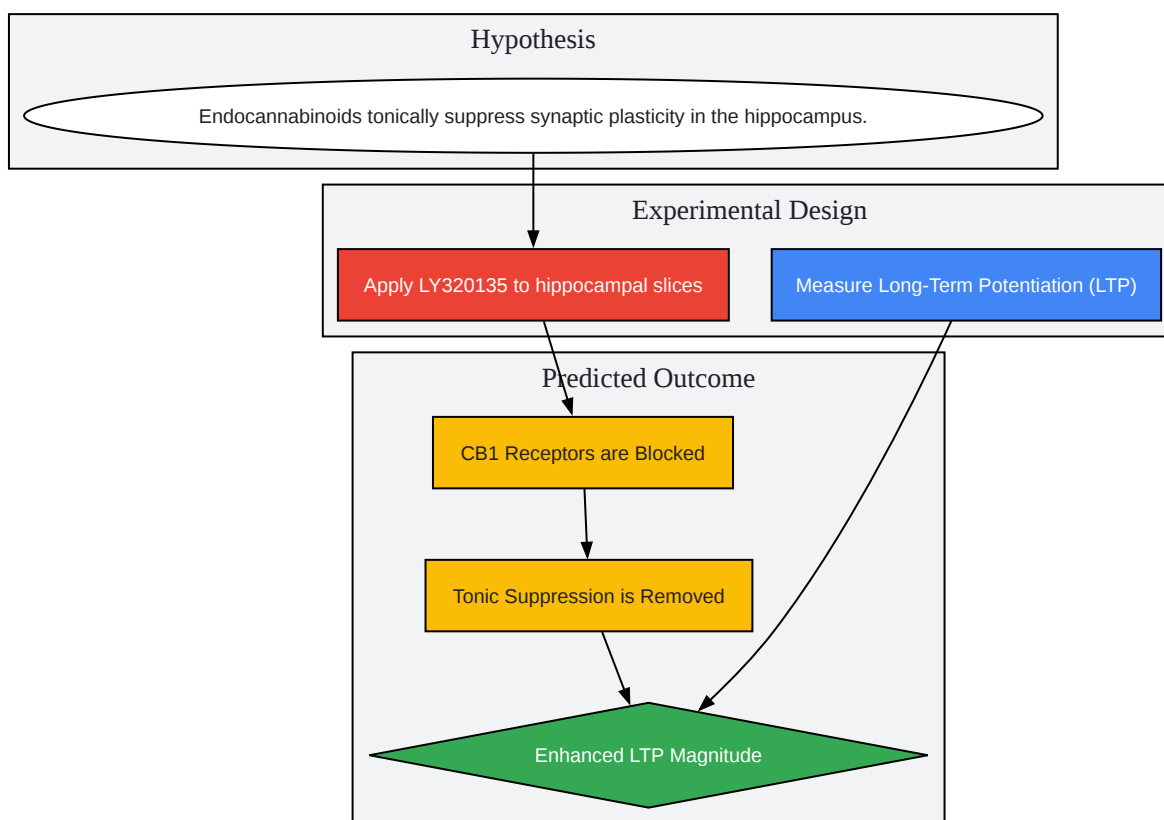 Hypothesis
Endocannabinoids tonically suppress synaptic plasticity in the hippocampus.
Experimental Design
Apply LY320135 to hippocampal slices
Measure Long-Term Potentiation (LTP)
Predicted Outcome
CB1 Receptors are Blocked
Tonic Suppression is Removed
Enhanced LTP Magnitude